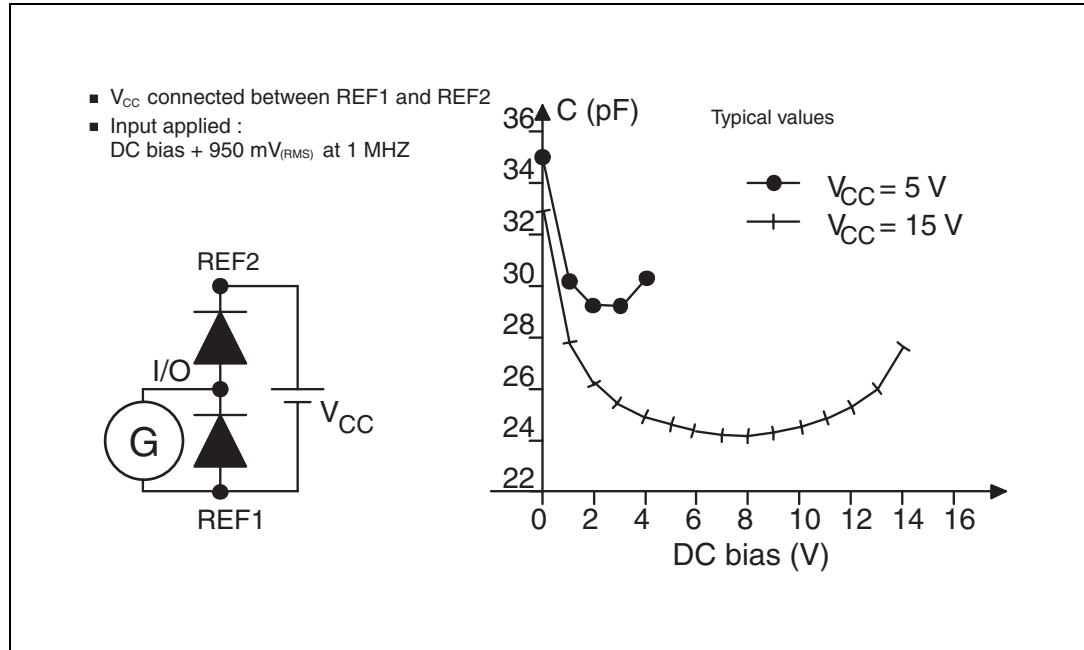 ■ V_CC connected between REF1 and REF2
■ Input applied :
DC bias + 950 mV(RMS) at 1 MHZ
REF2
I/O
G
V_CC
REF1
C (pF)
Typical values
V_CC = 5 V
V_CC = 15 V
36
34
32
30
28
26
24
22
0 2 4 6 8 10 12 14 16
DC bias (V)